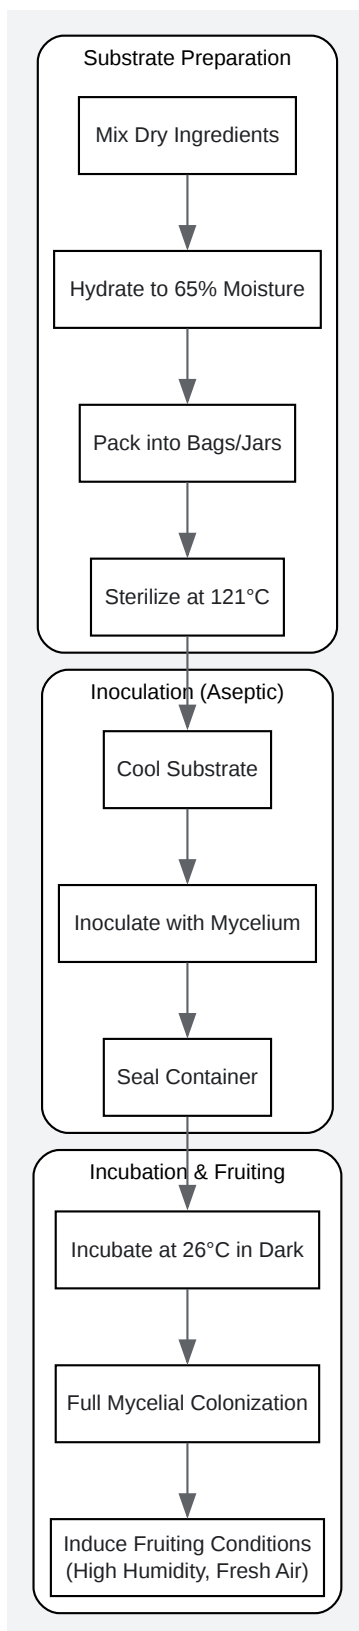 Substrate Preparation
Mix Dry Ingredients
Hydrate to 65% Moisture
Pack into Bags/Jars
Sterilize at 121°C
Inoculation (Aseptic)
Cool Substrate
Inoculate with Mycelium
Seal Container
Incubation & Fruiting
Incubate at 26°C in Dark
Full Mycelial Colonization
Induce Fruiting Conditions
(High Humidity, Fresh Air)